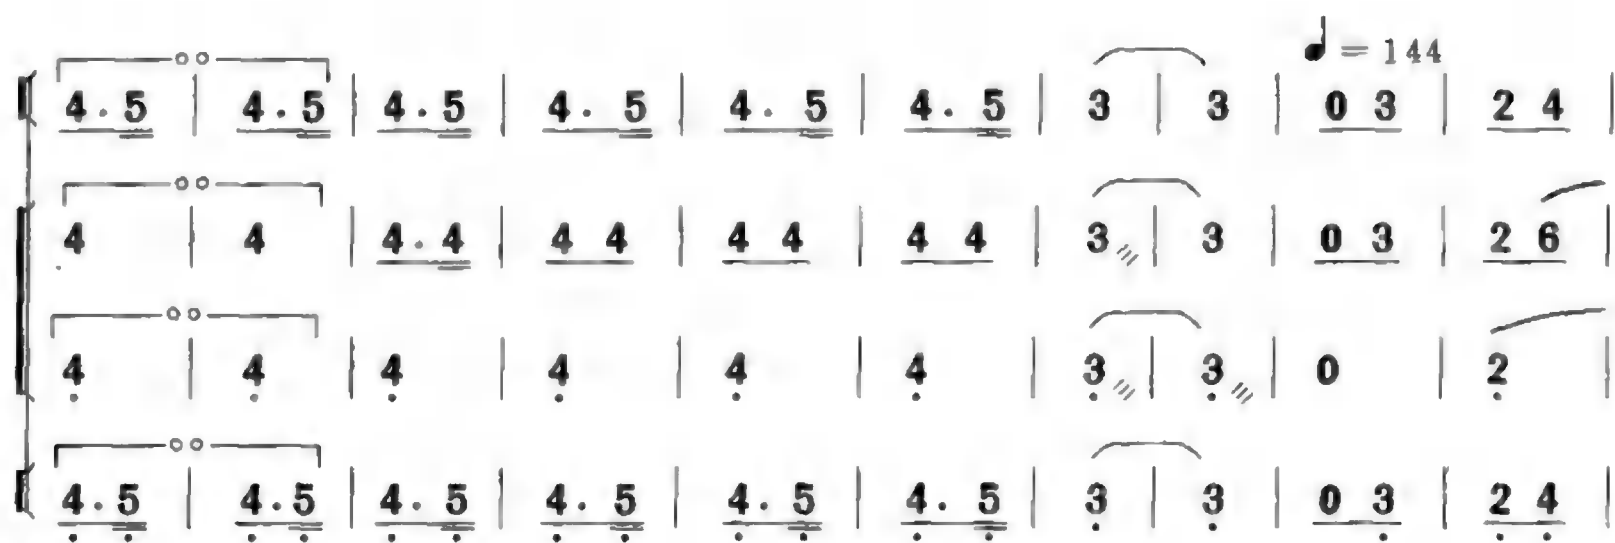 ♩ = 144
4. 5 | 4. 5 | 4. 5 | 4. 5 | 4. 5 | 4. 5 | 3 | 3 | 0 3 | 2 4 |
4 | 4 | 4. 4 | 4 4 | 4 4 | 4 4 | 3 | 3 | 0 3 | 2 6 |
4 | 4 | 4 | 4 | 4 | 4 | 3 | 3 | 0 | 2 |
4. 5 | 4. 5 | 4. 5 | 4. 5 | 4. 5 | 4. 5 | 3 | 3 | 0 3 | 2 4 |